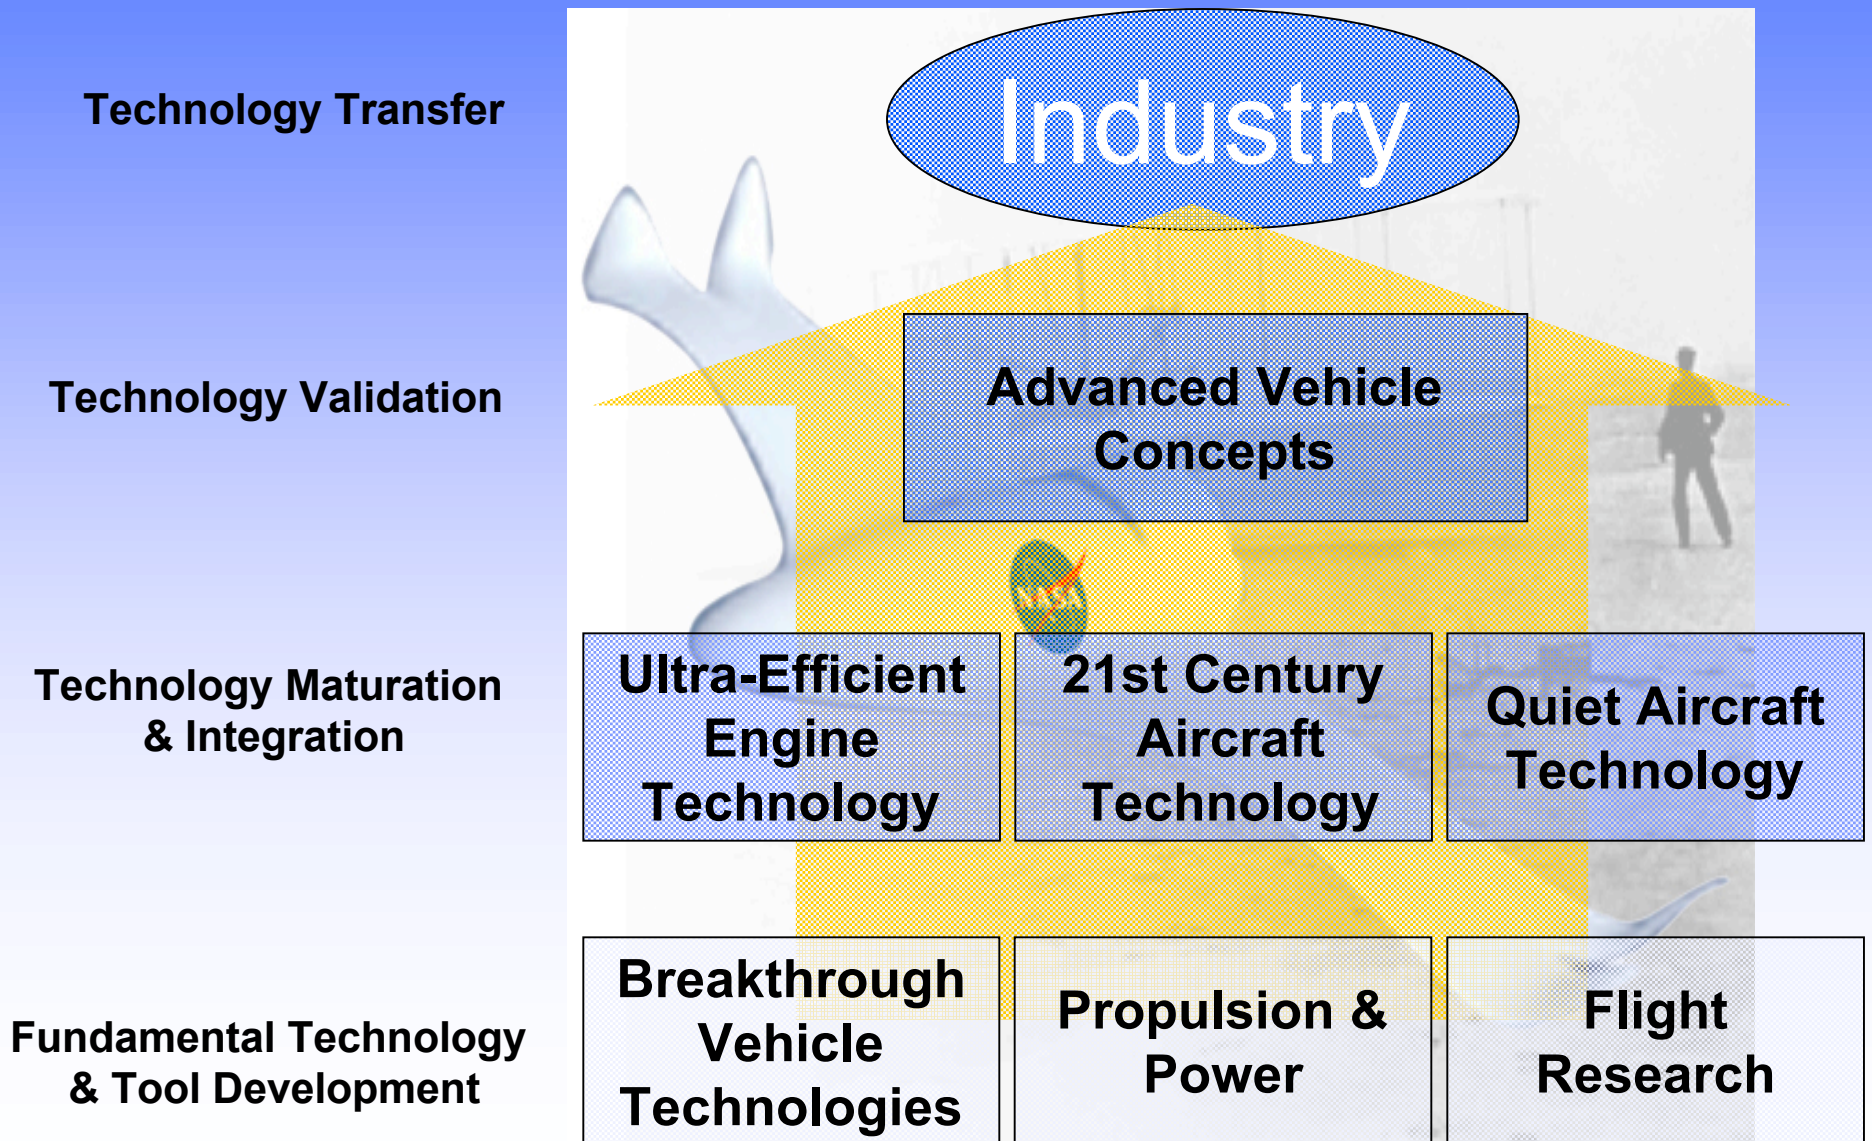 Technology Transfer
Industry
Technology Validation
Advanced Vehicle
Concepts
NASA
Technology Maturation
& Integration
Ultra-Efficient
Engine
Technology
21st Century
Aircraft
Technology
Quiet Aircraft
Technology
Fundamental Technology
& Tool Development
Breakthrough
Vehicle
Technologies
Propulsion &
Power
Flight
Research